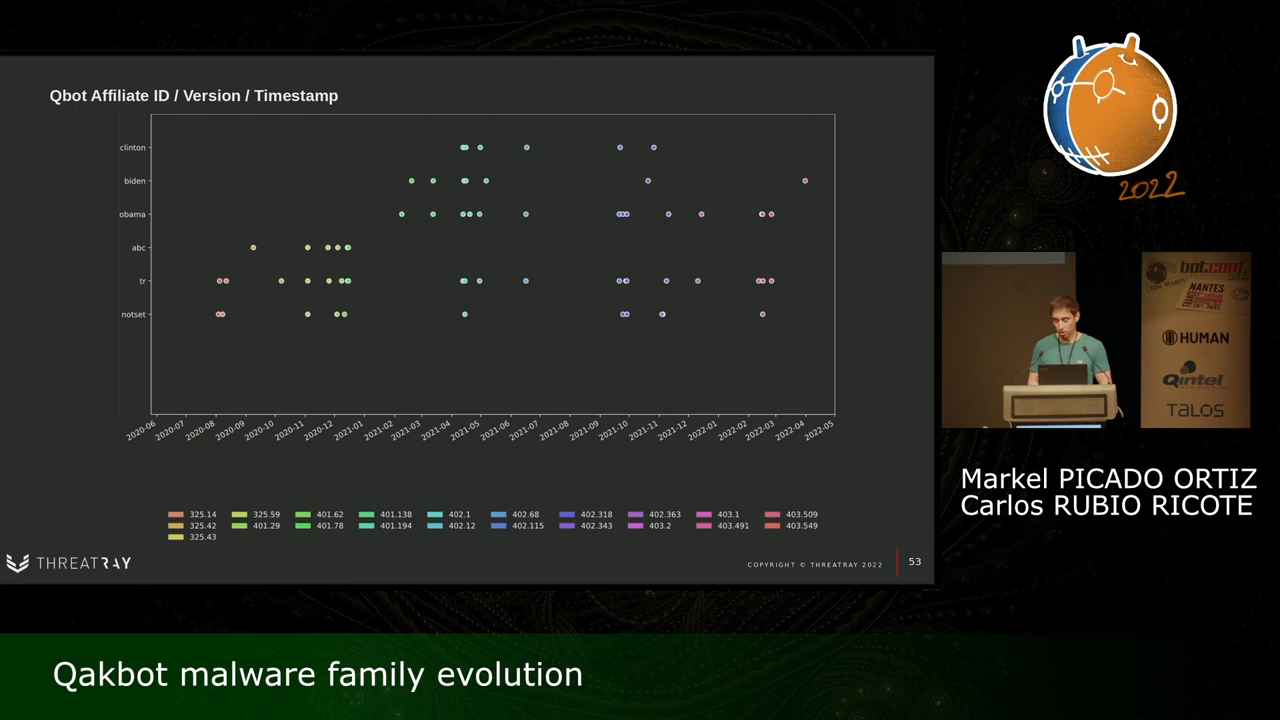 Qbot Affiliate ID / Version / Timestamp
clinton
biden
obama
abc
tr
notset
2020-06
2020-07
2020-08
2020-09
2020-10
2020-11
2020-12
2021-01
2021-02
2021-03
2021-04
2021-05
2021-06
2021-07
2021-08
2021-09
2021-10
2021-11
2021-12
2022-01
2022-02
2022-03
2022-04
2022-05
325.14 325.59 401.62 401.138 402.1 402.68 402.318 402.363 403.1 403.509
325.42 401.29 401.78 401.194 402.12 402.115 402.343 403.2 403.491 403.549
325.43
THREATRAY
COPYRIGHT © THREATRAY 2022
53
2022
botconf
NANTES
HUMAN
Qintel
TALOS
Markel PICADO ORTIZ
Carlos RUBIO RICOTE
Qakbot malware family evolution